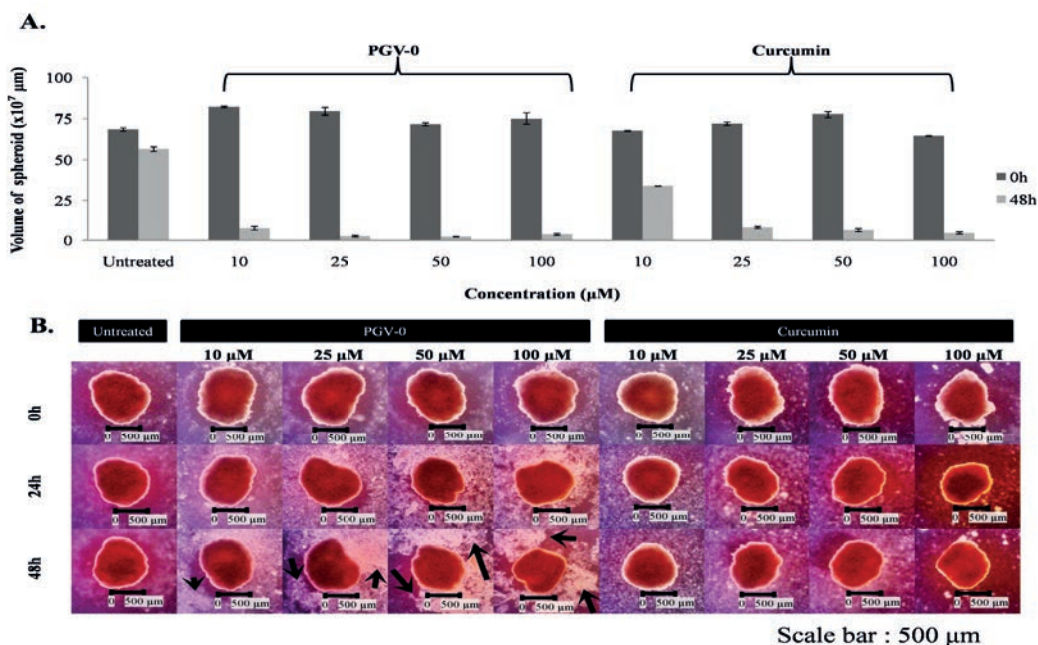 A.
PGV-0
Curcumin
Volume of spheroid (x10⁷ µm)
100
75
50
25
0
0h
48h
Untreated 10 25 50 100 10 25 50 100
Concentration (µM)
B.
Untreated PGV-0 Curcumin
10 µM 25 µM 50 µM 100 µM 10 µM 25 µM 50 µM 100 µM
0h
0 500 µm 0 500 µm 0 500 µm 0 500 µm 0 500 µm 0 500 µm 0 500 µm 0 500 µm 0 500 µm
24h
0 500 µm 0 500 µm 0 500 µm 0 500 µm 0 500 µm 0 500 µm 0 500 µm 0 500 µm 0 500 µm
48h
0 500 µm 0 500 µm 0 500 µm 0 500 µm 0 500 µm 0 500 µm 0 500 µm 0 500 µm 0 500 µm
Scale bar : 500 µm